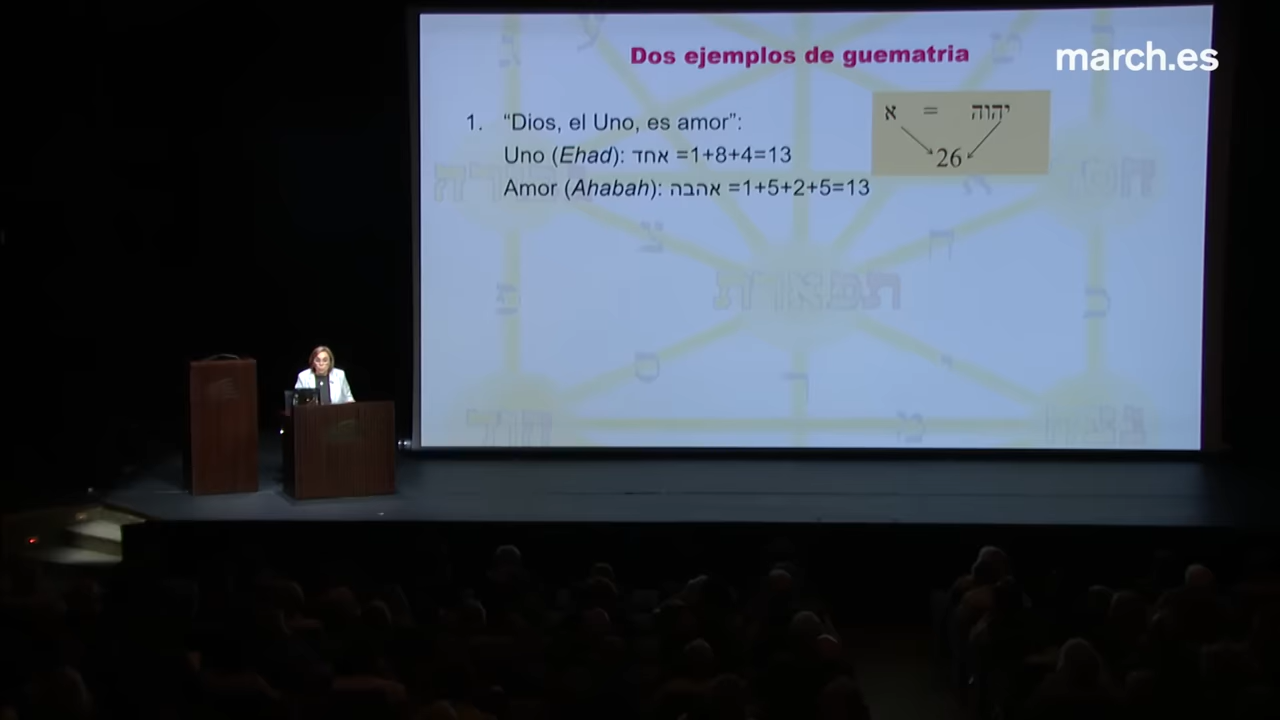 Dos ejemplos de guematria
march.es
1. “Dios, el Uno, es amor”:
Uno (Ehad): אחד =1+8+4=13
Amor (Ahabah): אהבה =1+5+2+5=13
א = יהוה
26